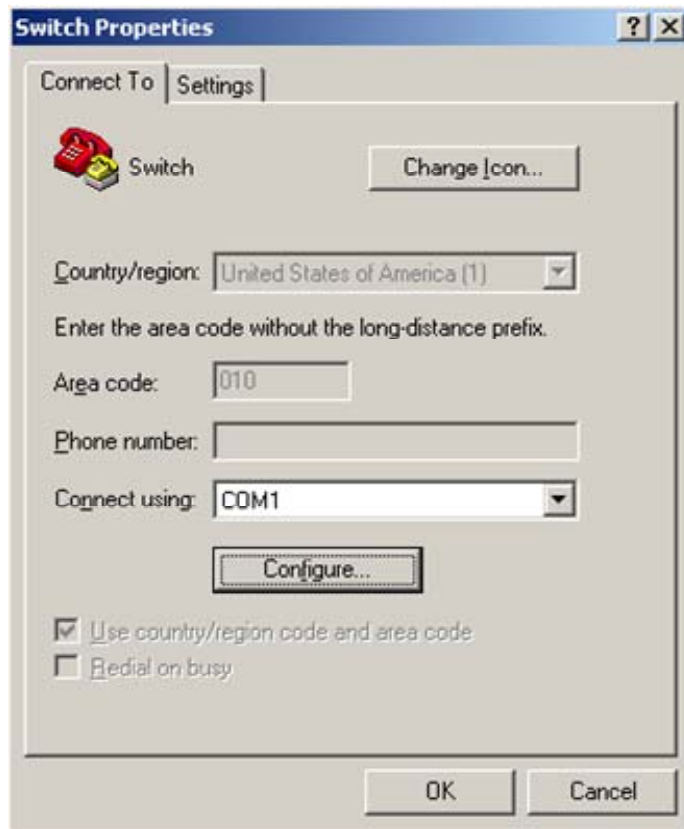 Switch Properties
Connect To Settings
Switch Change Icon...
Country/region: United States of America (1)
Enter the area code without the long-distance prefix.
Area code: 010
Phone number:
Connect using: COM1
Configure...
Use country/region code and area code
Redial on busy
OK Cancel